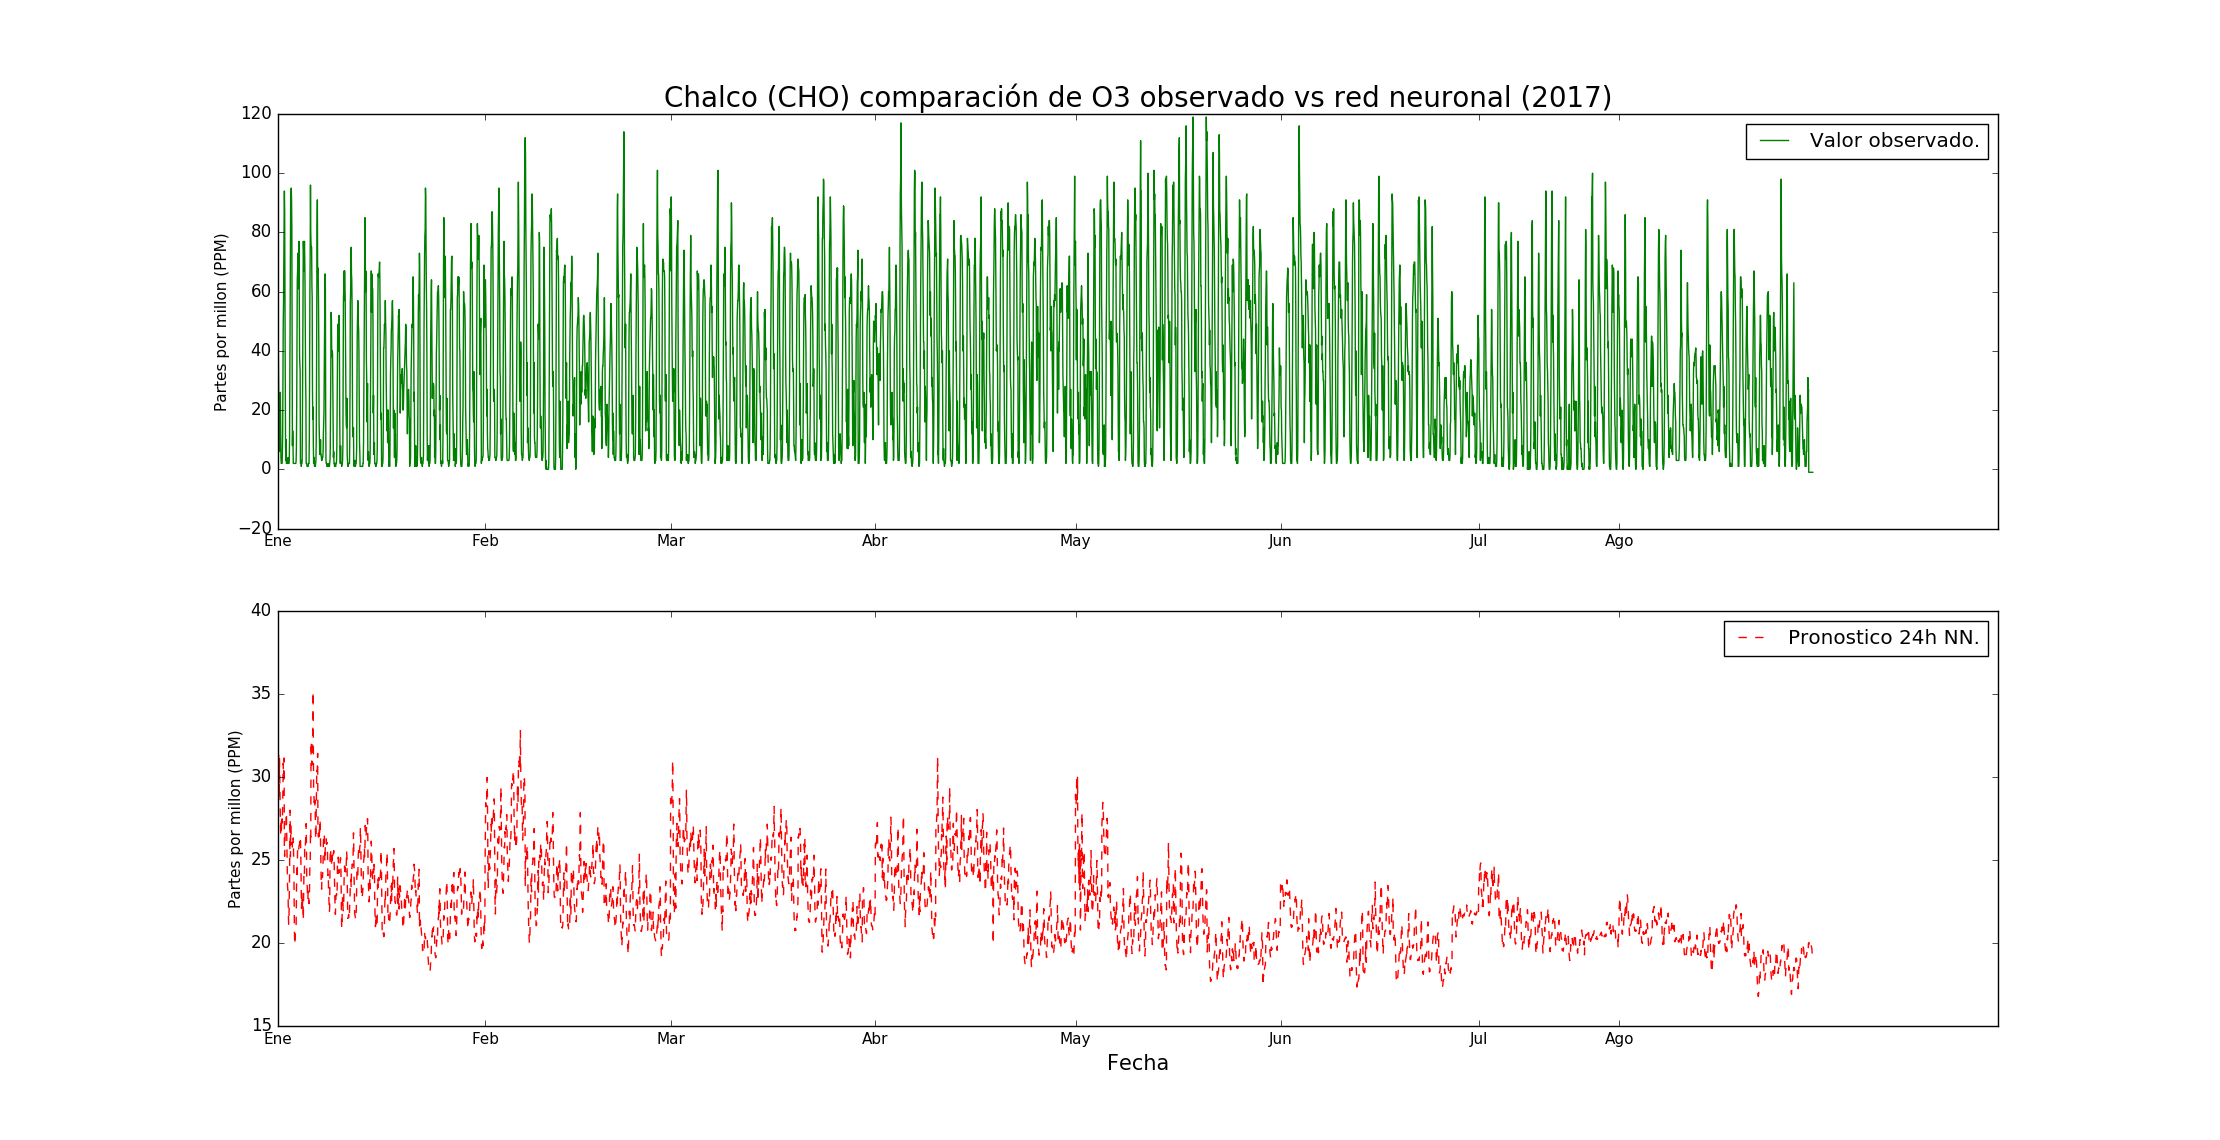 Chalco (CHO) comparación de O3 observado vs red neuronal (2017)
120
100
80
60
40
20
0
−20
Partes por millon (PPM)
Valor observado.
Ene Feb Mar Abr May Jun Jul Ago
40
35
30
25
20
15
Partes por millon (PPM)
Pronostico 24h NN.
Ene Feb Mar Abr May Jun Jul Ago
Fecha